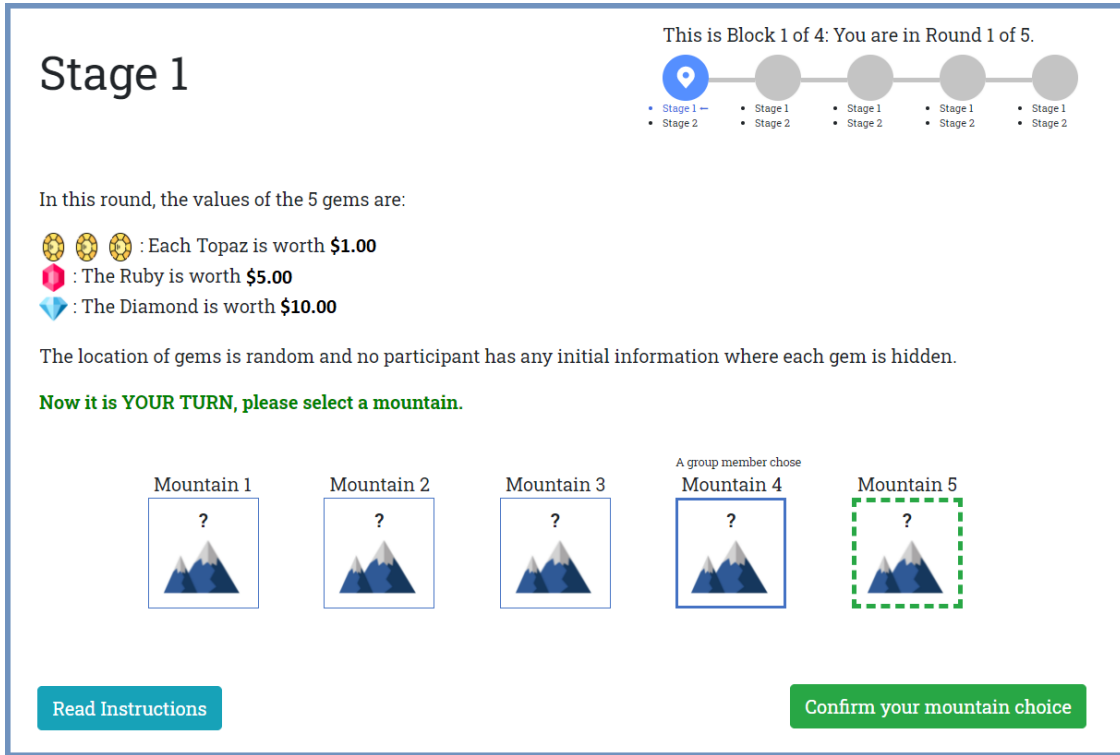 This is Block 1 of 4: You are in Round 1 of 5.
Stage 1
• Stage 1 ←
• Stage 2
• Stage 1
• Stage 2
• Stage 1
• Stage 2
• Stage 1
• Stage 2
• Stage 1
• Stage 2
In this round, the values of the 5 gems are:
: Each Topaz is worth $1.00
: The Ruby is worth $5.00
: The Diamond is worth $10.00
The location of gems is random and no participant has any initial information where each gem is hidden.
Now it is YOUR TURN, please select a mountain.
Mountain 1
?
Mountain 2
?
Mountain 3
?
A group member chose
Mountain 4
?
Mountain 5
?
Read Instructions
Confirm your mountain choice